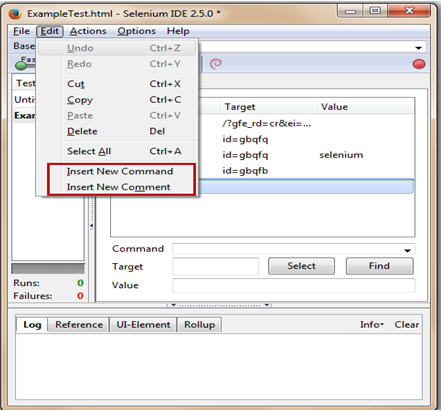 ExampleTest.html - Selenium IDE 2.5.0 *
File Edit Actions Options Help
Base
Fas
Undo Ctrl+Z
Redo Ctrl+Y
Cut Ctrl+X
Copy Ctrl+C
Paste Ctrl+V
Delete Del
Select All Ctrl+A
Insert New Command
Insert New Comment
Test
Untit
Exam
Target Value
/?gfe_rd=cr&ei=...
id=gbqfq
id=gbqfq selenium
id=gbqfb
Command
Target Select Find
Value
Runs: 0
Failures: 0
Log Reference UI-Element Rollup Info Clear